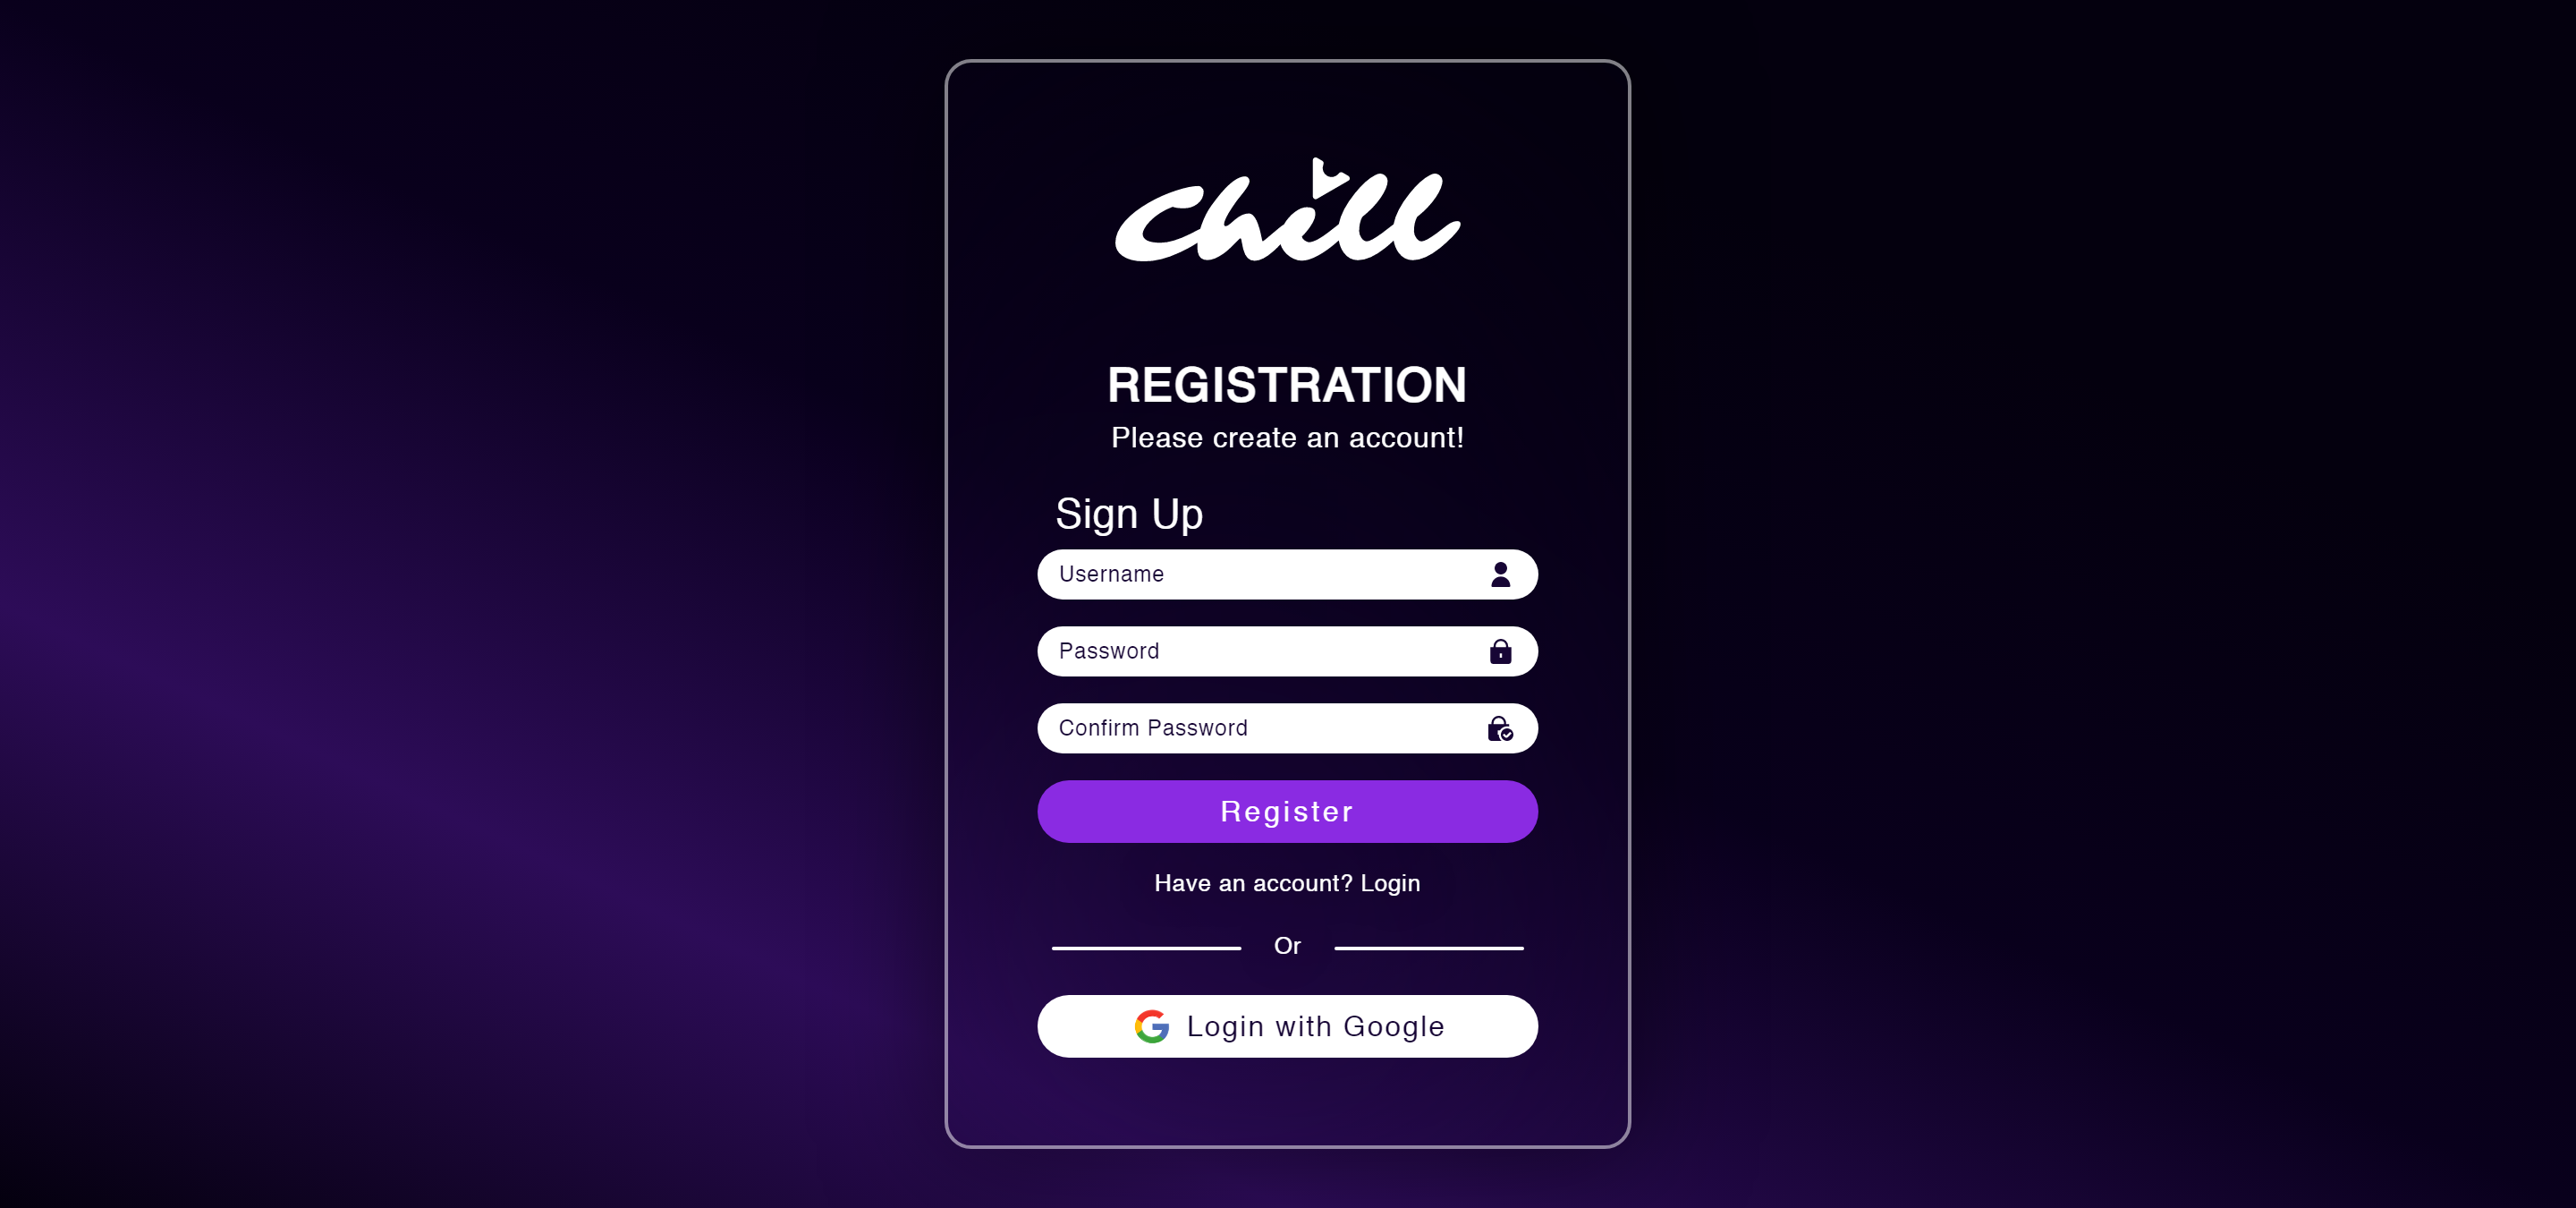 Chill
REGISTRATION
Please create an account!
Sign Up
Username
Password
Confirm Password
Register
Have an account? Login
Or
Login with Google